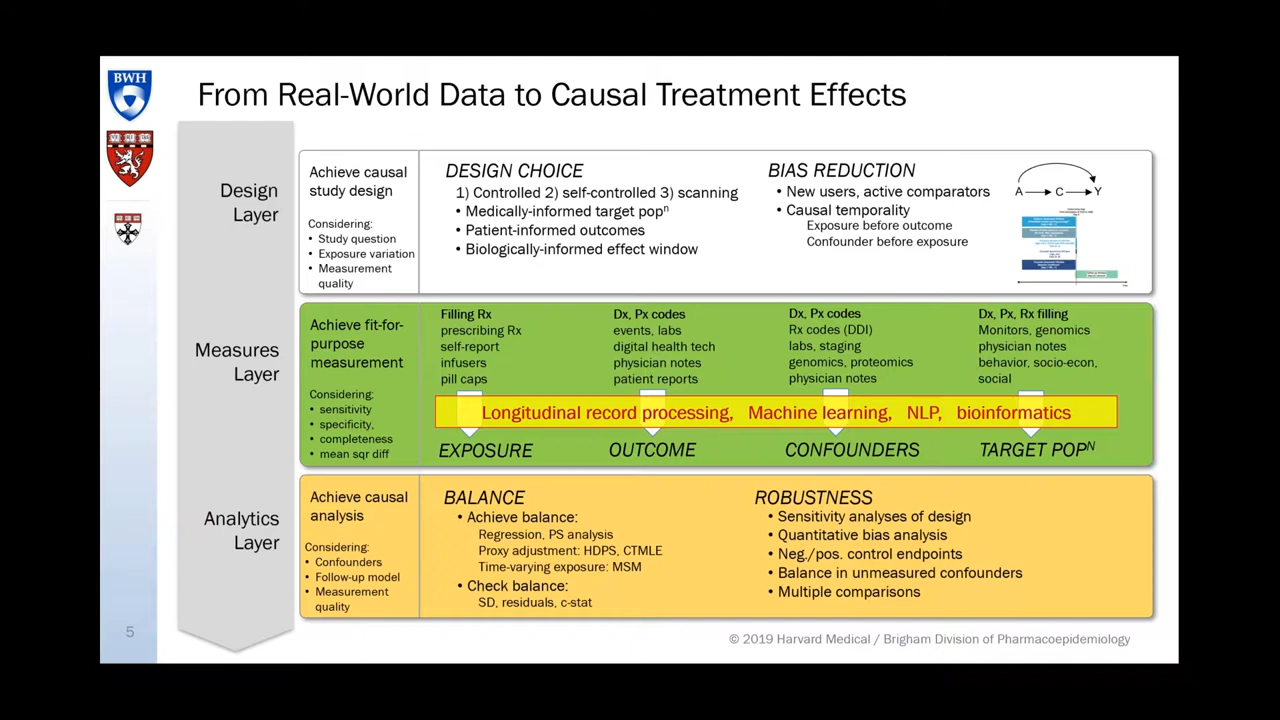 BWH
From Real-World Data to Causal Treatment Effects
Design
Layer
Achieve causal
study design
Considering:
• Study question
• Exposure variation
• Measurement
quality
DESIGN CHOICE
1) Controlled 2) self-controlled 3) scanning
• Medically-informed target popⁿ
• Patient-informed outcomes
• Biologically-informed effect window
BIAS REDUCTION
• New users, active comparators
• Causal temporality
Exposure before outcome
Confounder before exposure
A C Y
Measures
Layer
Achieve fit-for-
purpose
measurement
Considering:
• sensitivity
• specificity,
• completeness
• mean sqr diff
Filling Rx
prescribing Rx
self-report
infusers
pill caps
Dx, Px codes
events, labs
digital health tech
physician notes
patient reports
Dx, Px codes
Rx codes (DDI)
labs, staging
genomics, proteomics
physician notes
Dx, Px, Rx filling
Monitors, genomics
physician notes
behavior, socio-econ,
social
Longitudinal record processing, Machine learning, NLP, bioinformatics
EXPOSURE OUTCOME CONFOUNDERS TARGET POPᴺ
Analytics
Layer
Achieve causal
analysis
Considering:
• Confounders
• Follow-up model
• Measurement
quality
BALANCE
• Achieve balance:
Regression, PS analysis
Proxy adjustment: HDPS, CTMLE
Time-varying exposure: MSM
• Check balance:
SD, residuals, c-stat
ROBUSTNESS
• Sensitivity analyses of design
• Quantitative bias analysis
• Neg./pos. control endpoints
• Balance in unmeasured confounders
• Multiple comparisons
5
© 2019 Harvard Medical / Brigham Division of Pharmacoepidemiology